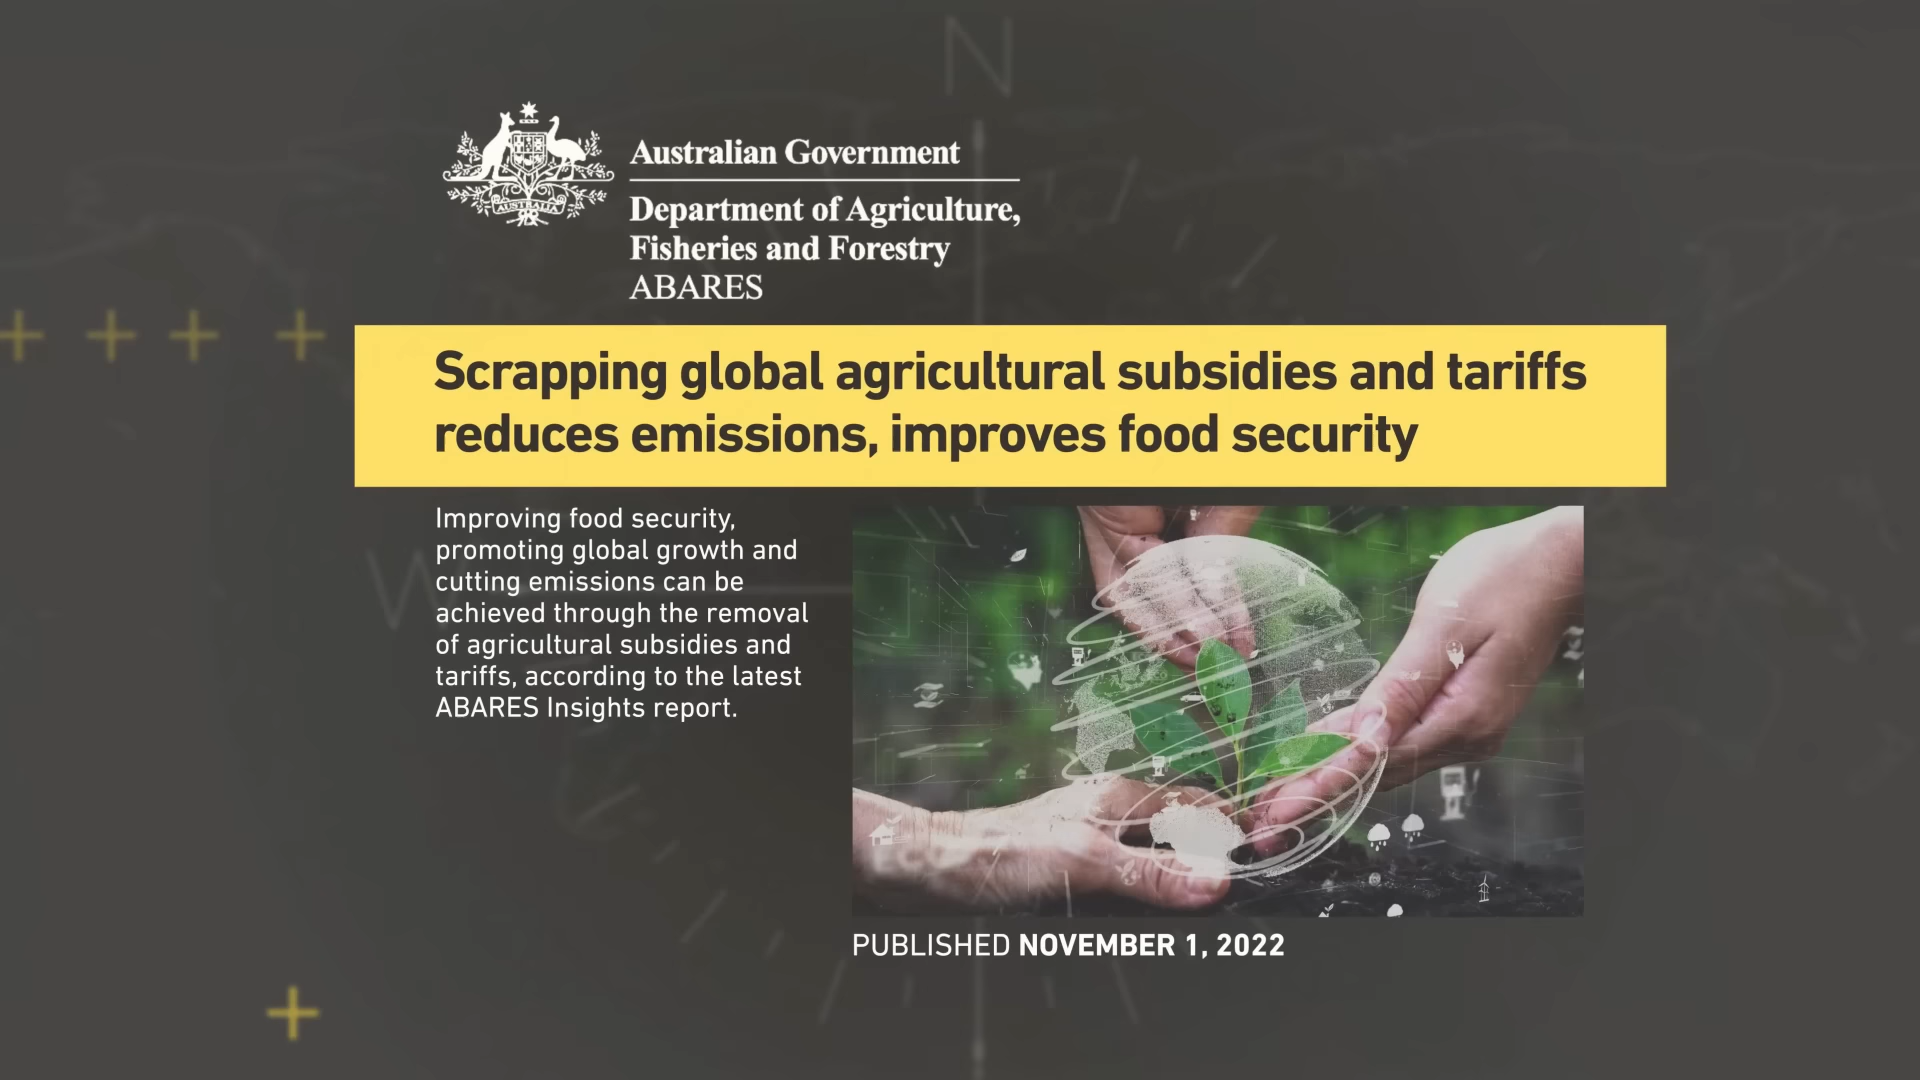 N
AUSTRALIA
Australian Government
Department of Agriculture,
Fisheries and Forestry
ABARES
Scrapping global agricultural subsidies and tariffs
reduces emissions, improves food security
Improving food security,
promoting global growth and
cutting emissions can be
achieved through the removal
of agricultural subsidies and
tariffs, according to the latest
ABARES Insights report.
W
PUBLISHED NOVEMBER 1, 2022